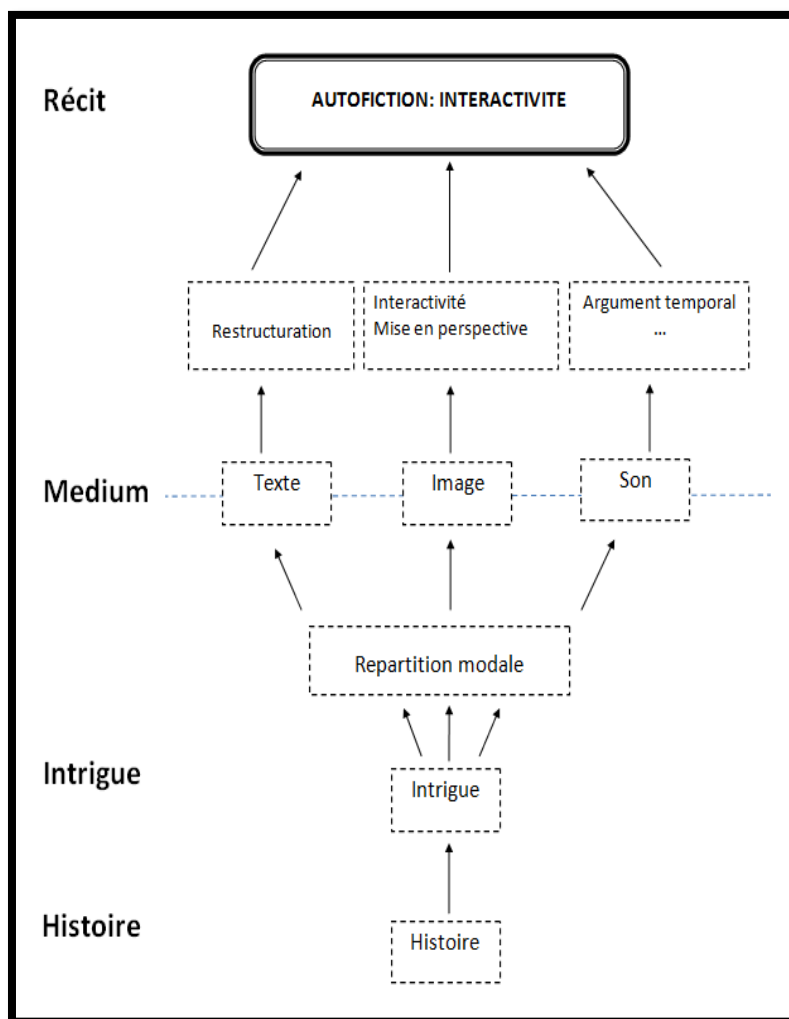 Récit
AUTOFICTION: INTERACTIVITE
Restructuration
Interactivité
Mise en perspective
Argument temporal
...
Medium
Texte
Image
Son
Repartition modale
Intrigue
Intrigue
Histoire
Histoire